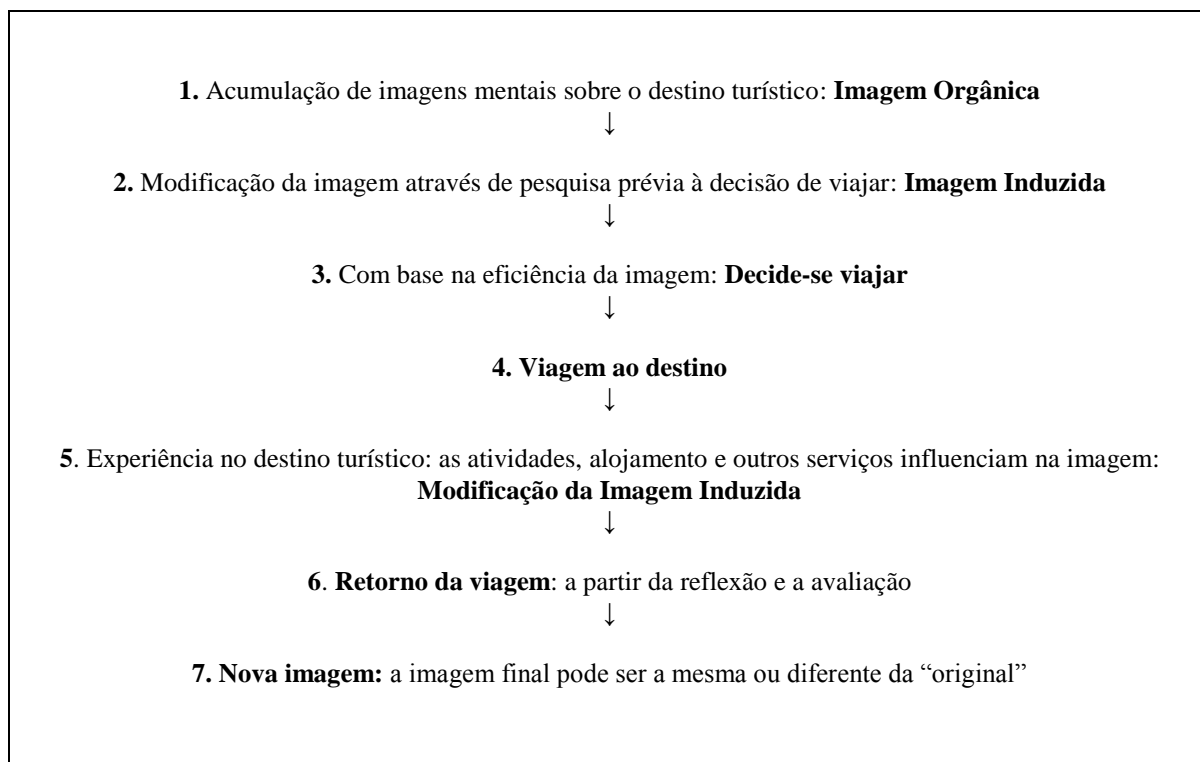 1. Acumulação de imagens mentais sobre o destino turístico: Imagem Orgânica
↓
2. Modificação da imagem através de pesquisa prévia à decisão de viajar: Imagem Induzida
↓
3. Com base na eficiência da imagem: Decide-se viajar
↓
4. Viagem ao destino
↓
5. Experiência no destino turístico: as atividades, alojamento e outros serviços influenciam na imagem:
Modificação da Imagem Induzida
↓
6. Retorno da viagem: a partir da reflexão e a avaliação
↓
7. Nova imagem: a imagem final pode ser a mesma ou diferente da “original”